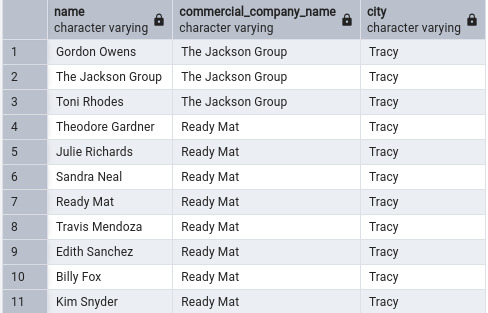 name commercial_company_name city
character varying character varying character varying
1 Gordon Owens The Jackson Group Tracy
2 The Jackson Group The Jackson Group Tracy
3 Toni Rhodes The Jackson Group Tracy
4 Theodore Gardner Ready Mat Tracy
5 Julie Richards Ready Mat Tracy
6 Sandra Neal Ready Mat Tracy
7 Ready Mat Ready Mat Tracy
8 Travis Mendoza Ready Mat Tracy
9 Edith Sanchez Ready Mat Tracy
10 Billy Fox Ready Mat Tracy
11 Kim Snyder Ready Mat Tracy